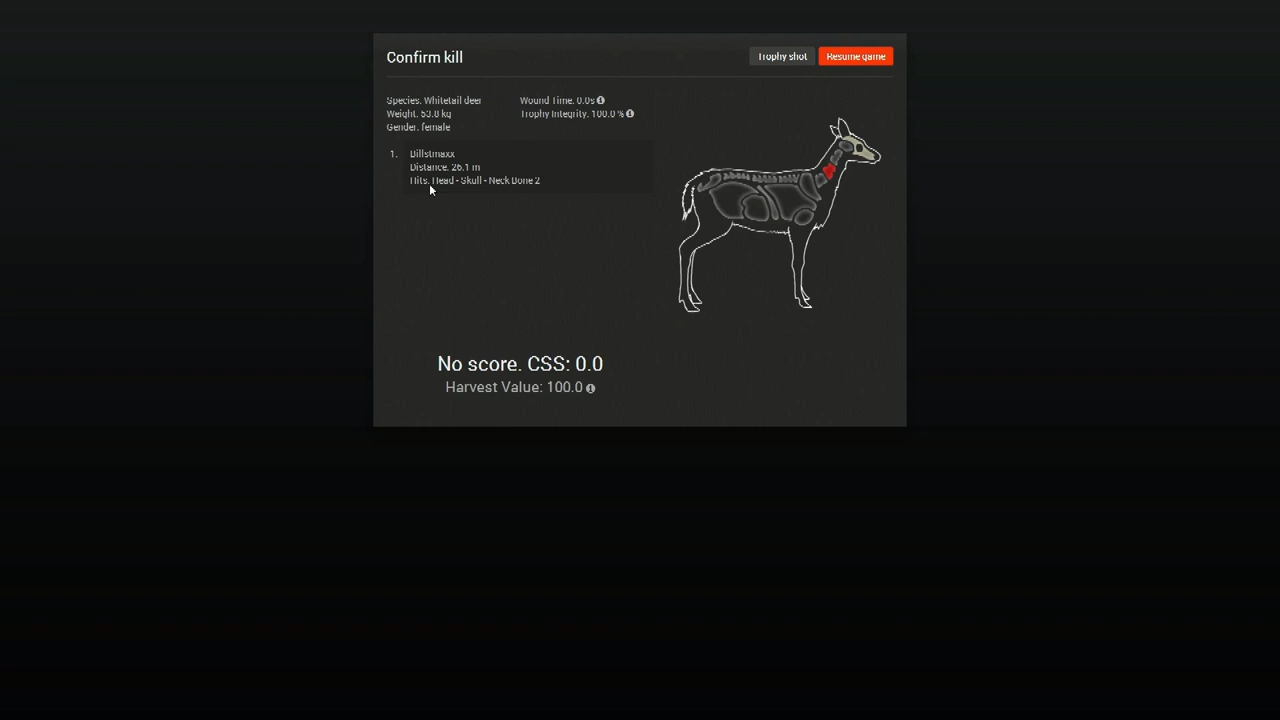 Confirm kill
Trophy shot
Resume game
Species: Whitetail deer
Weight: 53.8 kg
Gender: female
Wound Time: 0.0s
Trophy Integrity: 100.0 %
1. Billstmaxx
Distance: 26.1 m
Hits: Head - Skull - Neck Bone 2
No score. CSS: 0.0
Harvest Value: 100.0